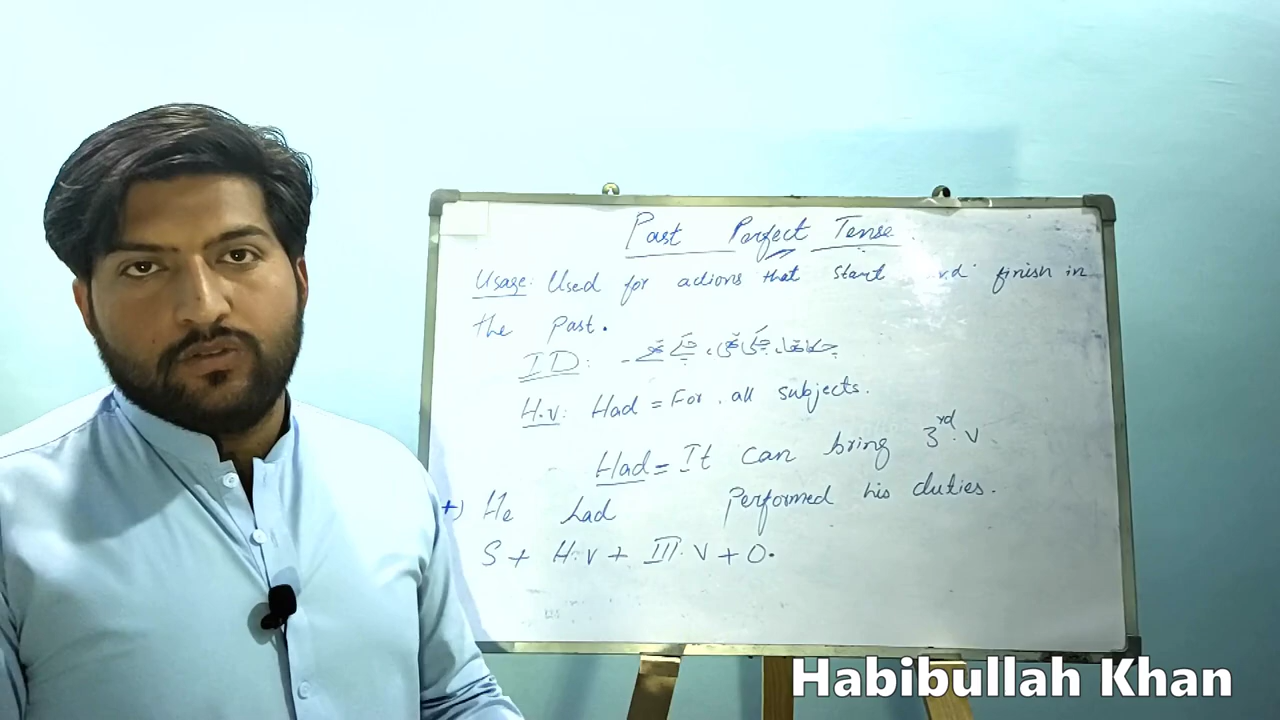 Past Perfect Tense
Usage: Used for actions that start nd finish in
the past.
ID: چکا تھا، چکی تھی، چکے تھے۔
H.v: Had = For all subjects.
Had = It can bring 3rd. V
+) He had Performed his duties.
S + H.v + III. V + O.
Habibullah Khan